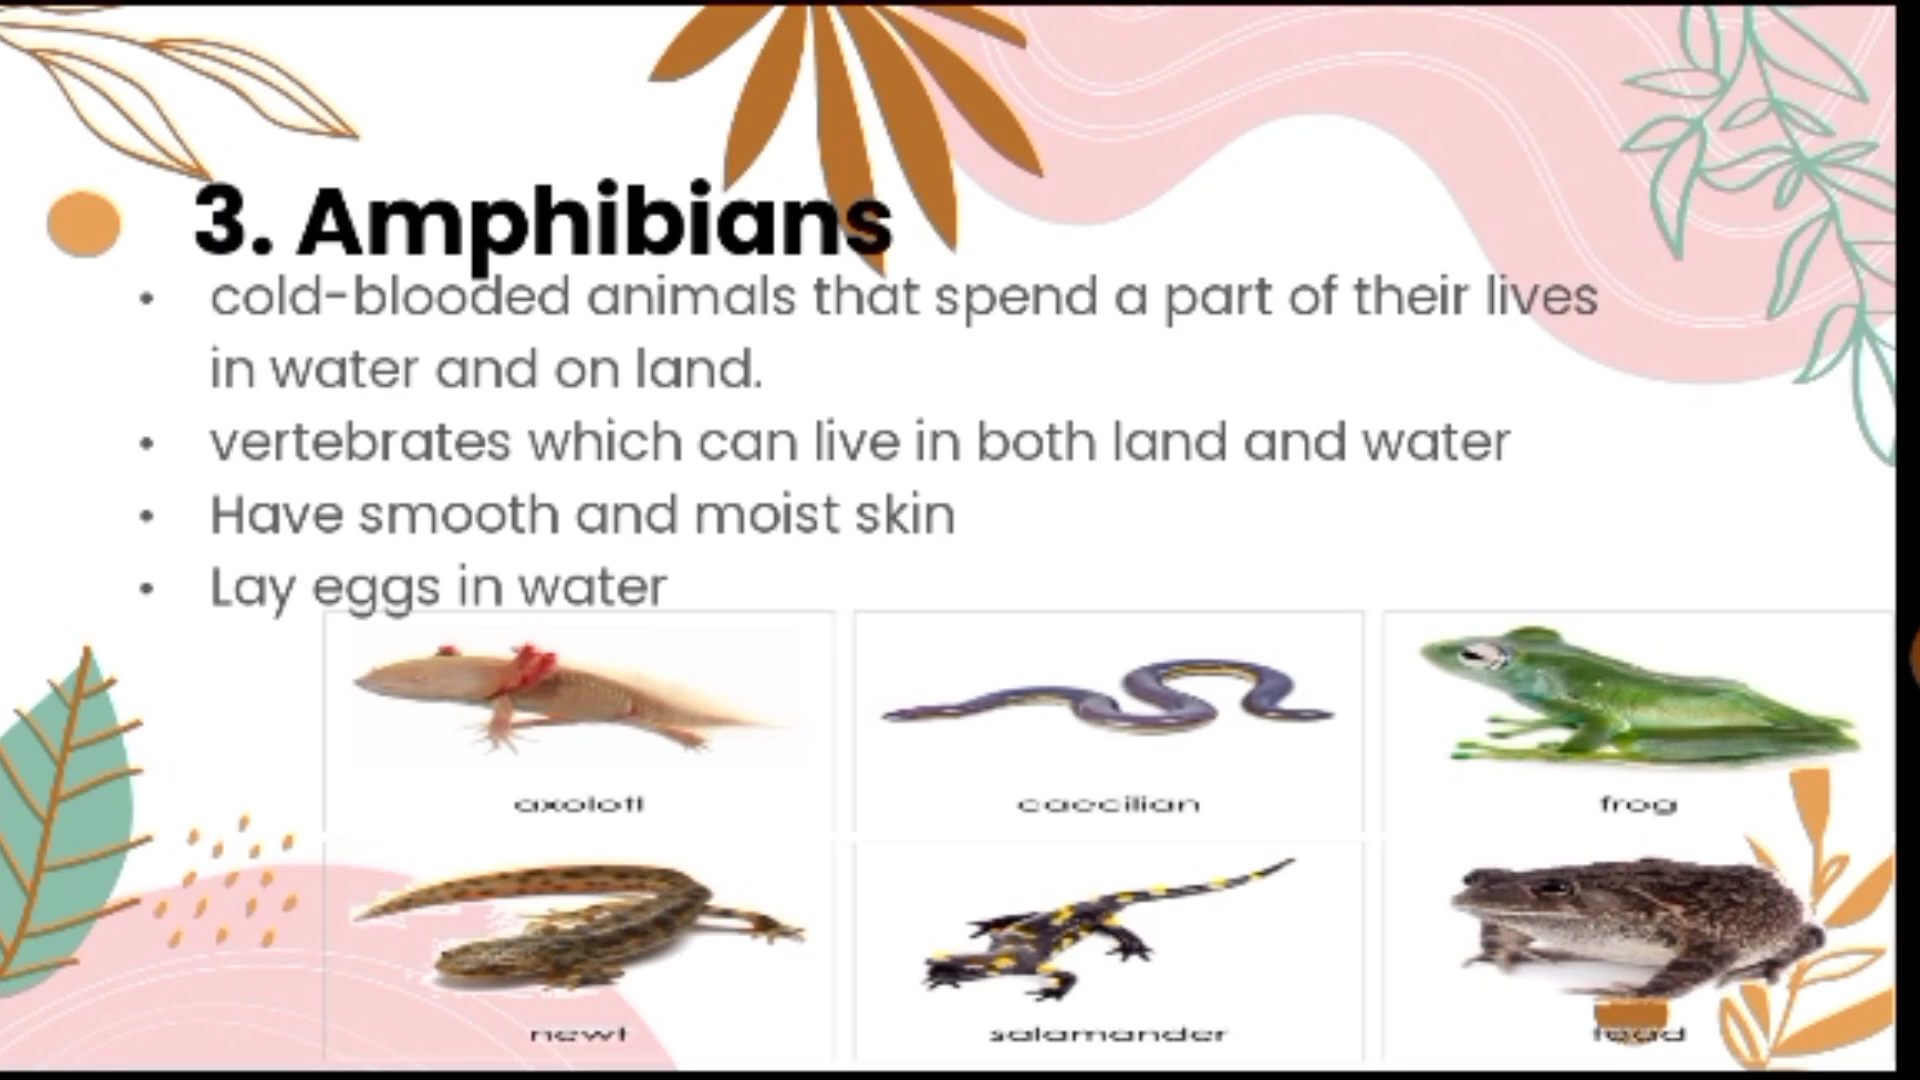 3. Amphibians
• cold-blooded animals that spend a part of their lives
in water and on land.
• vertebrates which can live in both land and water
• Have smooth and moist skin
• Lay eggs in water
axolotl
caecilian
frog
newt
salamander
toad